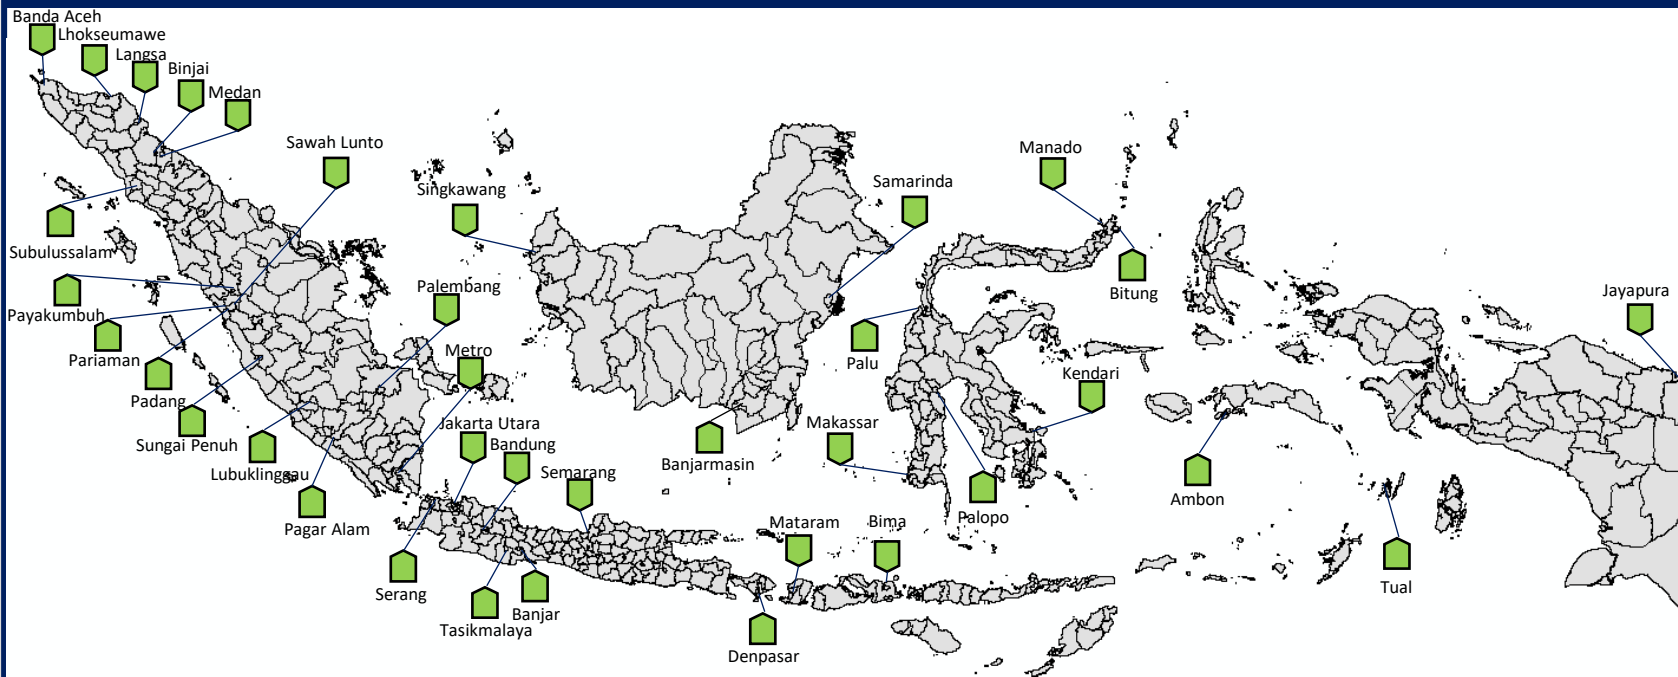 Banda Aceh
Lhokseumawe
Langsa
Binjai
Medan
Sawah Lunto
Singkawang
Samarinda
Manado
Subulussalam
Payakumbuh
Pariaman
Padang
Sungai Penuh
Lubuklinggau
Pagar Alam
Palembang
Metro
Jakarta Utara
Bandung
Semarang
Serang
Tasikmalaya
Banjar
Denpasar
Mataram
Bima
Banjarmasin
Makassar
Palu
Palopo
Kendari
Bitung
Ambon
Tual
Jayapura